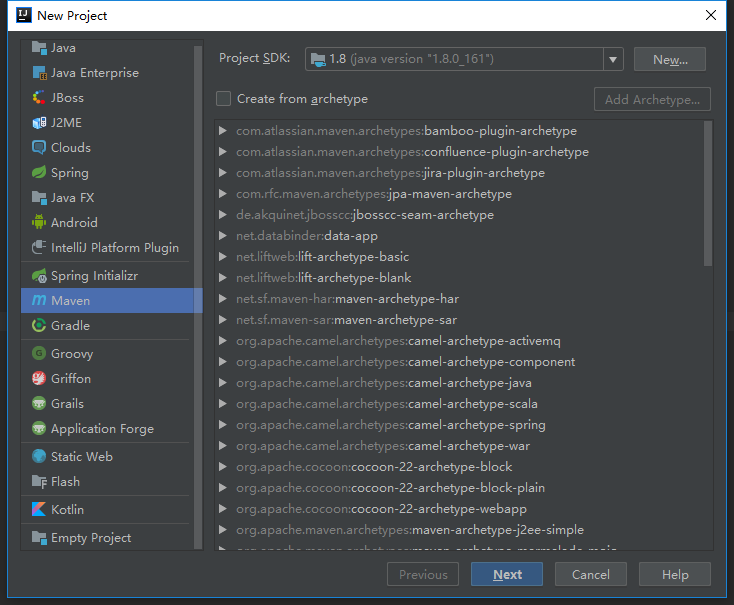 New Project
Java
Java Enterprise
JBoss
J2ME
Clouds
Spring
Java FX
Android
IntelliJ Platform Plugin
Spring Initializr
Maven
Gradle
Groovy
Griffon
Grails
Application Forge
Static Web
Flash
Kotlin
Empty Project
Project SDK: 1.8 (java version "1.8.0_161") New...
Create from archetype Add Archetype...
com.atlassian.maven.archetypes:bamboo-plugin-archetype
com.atlassian.maven.archetypes:confluence-plugin-archetype
com.atlassian.maven.archetypes:jira-plugin-archetype
com.rfc.maven.archetypes:jpa-maven-archetype
de.akquinet.jbosscc:jbosscc-seam-archetype
net.databinder:data-app
net.liftweb:lift-archetype-basic
net.liftweb:lift-archetype-blank
net.sf.maven-har:maven-archetype-har
net.sf.maven-sar:maven-archetype-sar
org.apache.camel.archetypes:camel-archetype-activemq
org.apache.camel.archetypes:camel-archetype-component
org.apache.camel.archetypes:camel-archetype-java
org.apache.camel.archetypes:camel-archetype-scala
org.apache.camel.archetypes:camel-archetype-spring
org.apache.camel.archetypes:camel-archetype-war
org.apache.cocoon:cocoon-22-archetype-block
org.apache.cocoon:cocoon-22-archetype-block-plain
org.apache.cocoon:cocoon-22-archetype-webapp
org.apache.maven.archetypes:maven-archetype-j2ee-simple
Previous Next Cancel Help